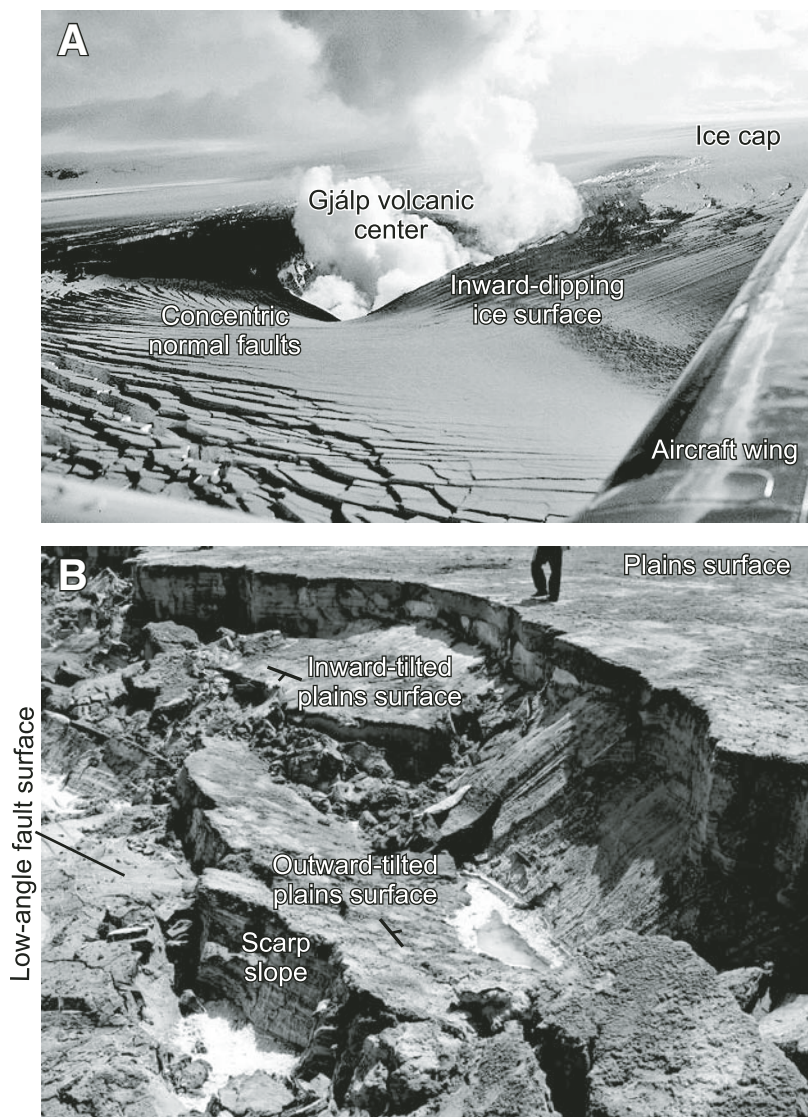 A
Ice cap
Gjálp volcanic
center
Inward-dipping
ice surface
Concentric
normal faults
Aircraft wing
B
Plains surface
Inward-tilted
plains surface
Low-angle fault surface
Outward-tilted
plains surface
Scarp
slope